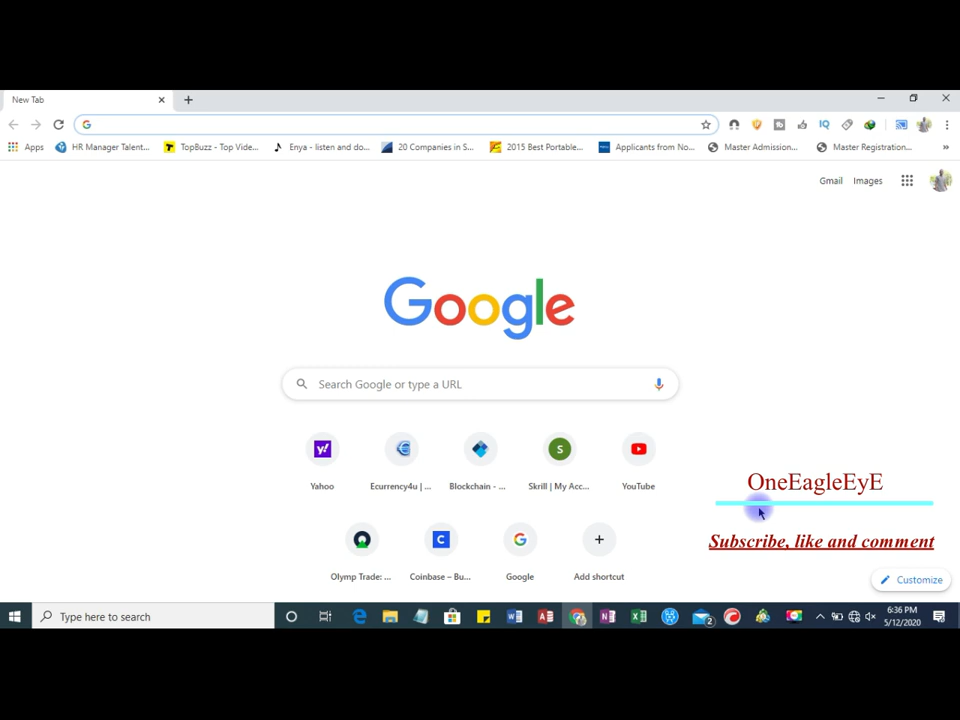 New Tab
Apps
HR Manager Talent...
TopBuzz - Top Vide...
Enya - listen and do...
20 Companies in S...
2015 Best Portable...
Applicants from No...
Master Admission...
Master Registration...
»
Gmail
Images
Google
Search Google or type a URL
Yahoo
Ecurrency4u | ...
Blockchain - ...
Skrill | My Acc...
YouTube
OneEagleEyE
Subscribe, like and comment
Olymp Trade: ...
Coinbase – Bu...
Google
Add shortcut
Customize
Type here to search
6:36 PM
5/12/2020